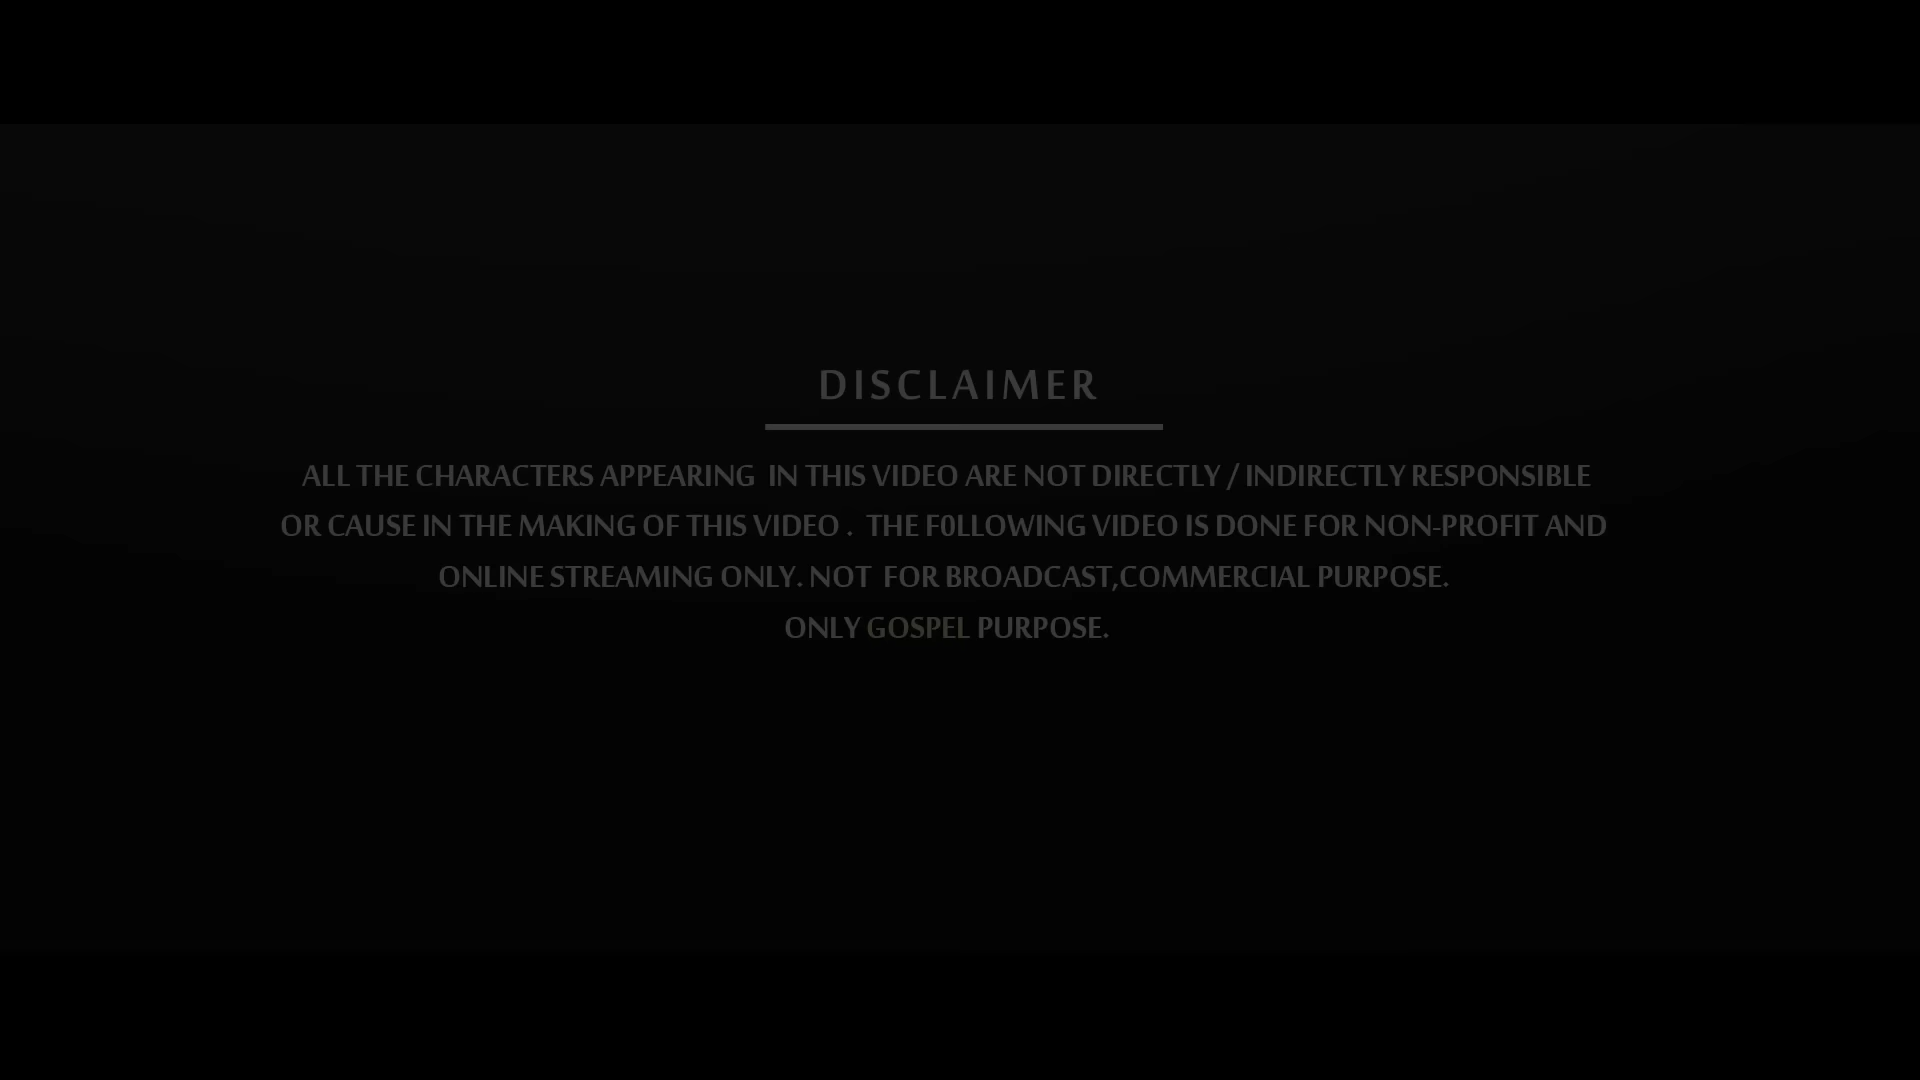 DISCLAIMER
ALL THE CHARACTERS APPEARING  IN THIS VIDEO ARE NOT DIRECTLY / INDIRECTLY RESPONSIBLE
OR CAUSE IN THE MAKING OF THIS VIDEO .  THE F0LLOWING VIDEO IS DONE FOR NON-PROFIT AND
ONLINE STREAMING ONLY. NOT  FOR BROADCAST,COMMERCIAL PURPOSE.
ONLY GOSPEL PURPOSE.